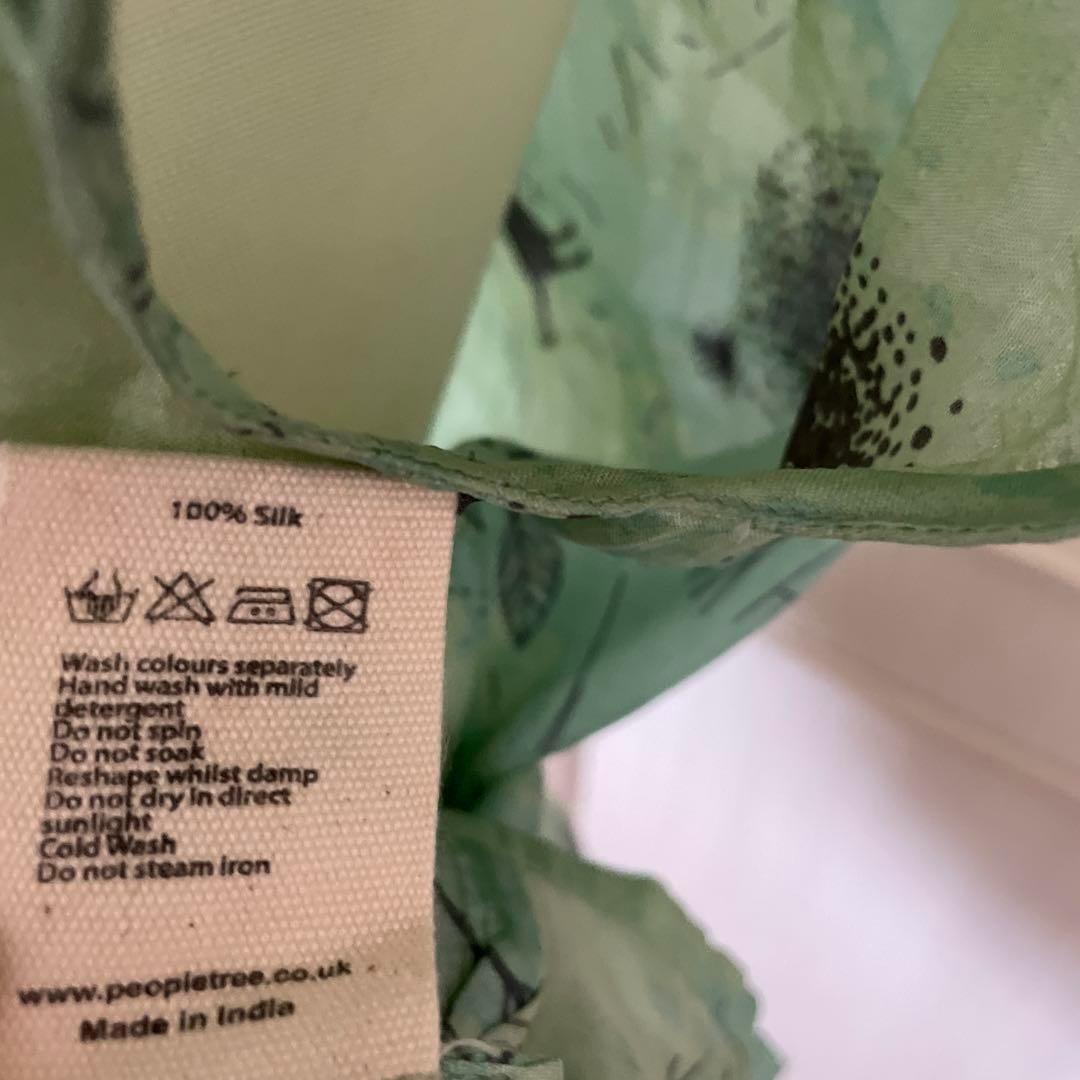 100% Silk
Wash colours separately
Hand wash with mild
detergent
Do not spin
Do not soak
Reshape whilst damp
Do not dry in direct
sunlight
Cold Wash
Do not steam iron
www.peopletree.co.uk
Made in India